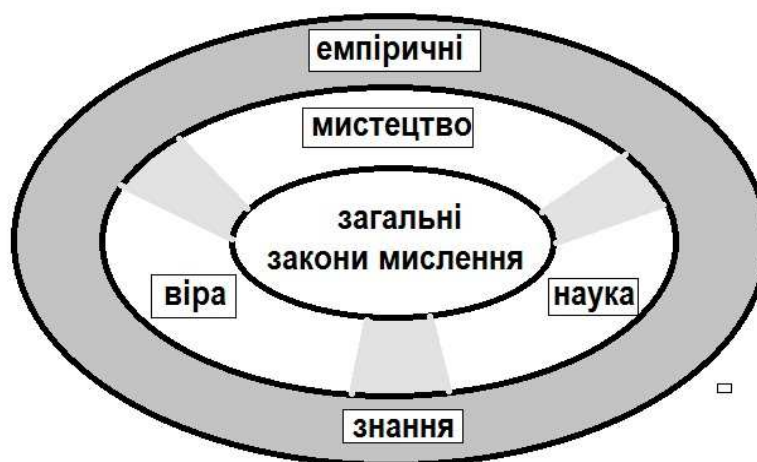 емпіричні
мистецтво
загальні
закони мислення
віра
наука
знання